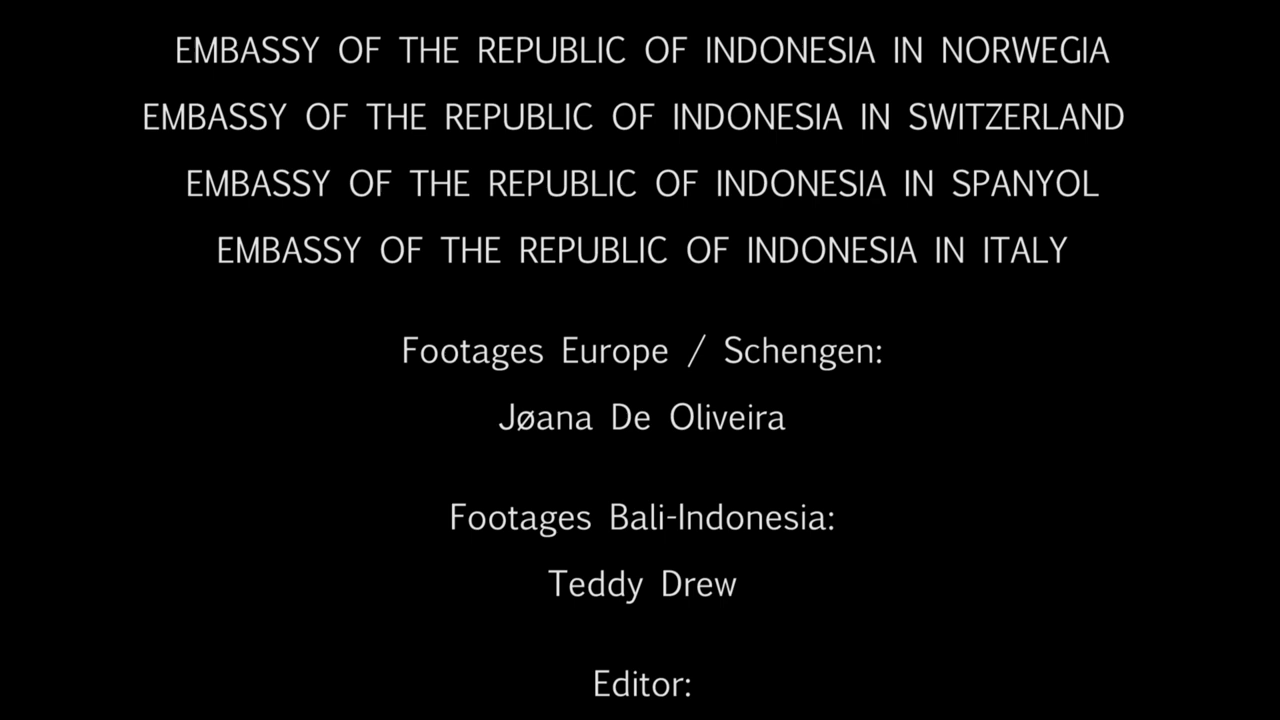 EMBASSY OF THE REPUBLIC OF INDONESIA IN NORWEGIA
EMBASSY OF THE REPUBLIC OF INDONESIA IN SWITZERLAND
EMBASSY OF THE REPUBLIC OF INDONESIA IN SPANYOL
EMBASSY OF THE REPUBLIC OF INDONESIA IN ITALY
Footages Europe / Schengen:
Jøana De Oliveira
Footages Bali-Indonesia:
Teddy Drew
Editor: